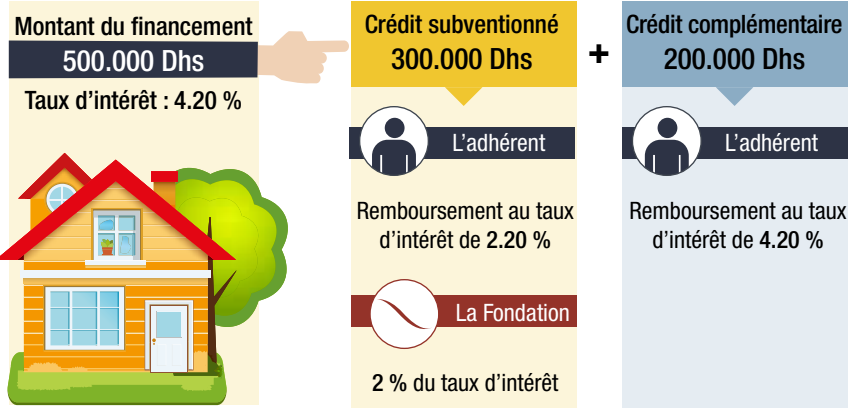 Montant du financement
500.000 Dhs
Taux d'intérêt : 4.20 %
Crédit subventionné
300.000 Dhs
L'adhérent
Remboursement au taux
d'intérêt de 2.20 %
La Fondation
2 % du taux d'intérêt
+
Crédit complémentaire
200.000 Dhs
L'adhérent
Remboursement au taux
d'intérêt de 4.20 %